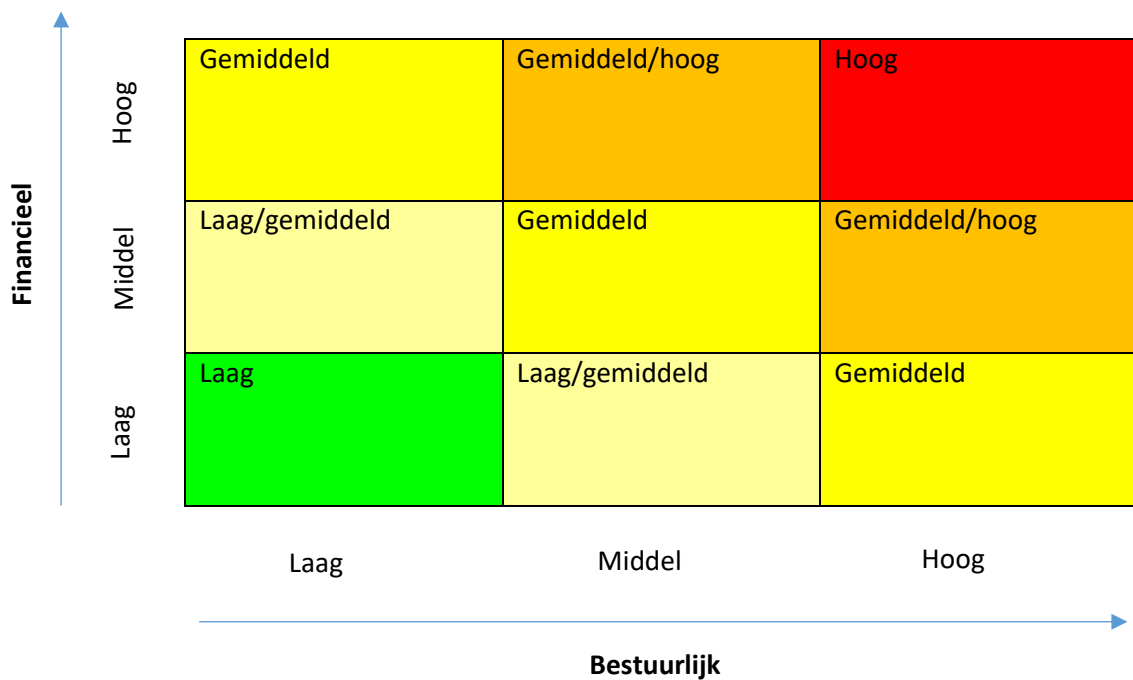 Gemiddeld
Gemiddeld/hoog
Hoog
Hoog
Laag/gemiddeld
Gemiddeld
Gemiddeld/hoog
Middel
Financieel
Laag
Laag/gemiddeld
Gemiddeld
Laag
Laag
Middel
Hoog
Bestuurlijk